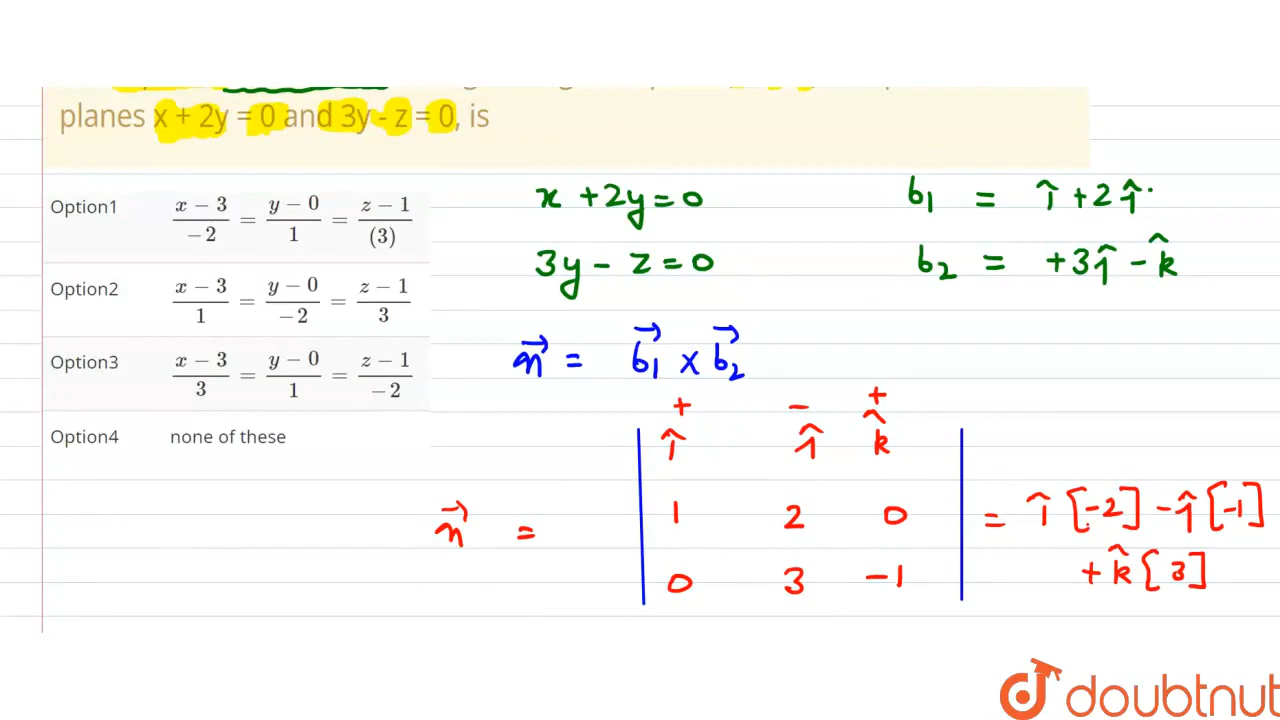 planes x + 2y = 0 and 3y - z = 0, is
Option1 (x − 3)/(−2) = (y − 0)/1 = (z − 1)/(3)
Option2 (x − 3)/1 = (y − 0)/(−2) = (z − 1)/3
Option3 (x − 3)/3 = (y − 0)/1 = (z − 1)/(−2)
Option4 none of these
x + 2y = 0
b₁ = î + 2ĵ
3y − z = 0
b₂ = +3ĵ − k̂
n⃗ = b⃗₁ × b⃗₂
+ − +
î ĵ k̂
n⃗ = 1 2 0 = î [-2] − ĵ [-1]
+ k̂ [3]
0 3 −1
doubtnut